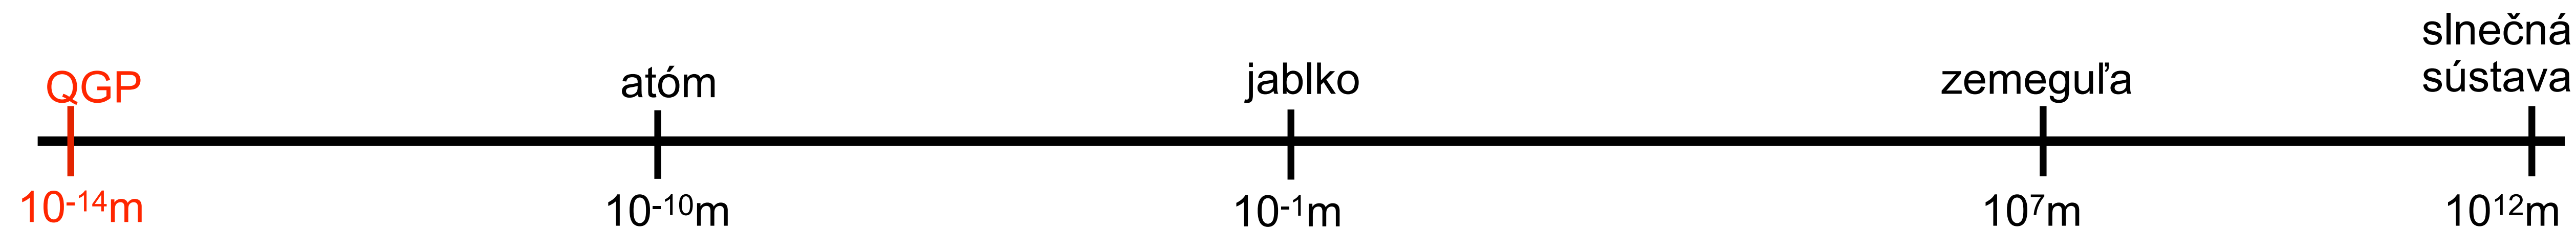 QGP
atóm
jablko
zemeguľa
slnečná
sústava
10⁻¹⁴m
10⁻¹⁰m
10⁻¹m
10⁷m
10¹²m